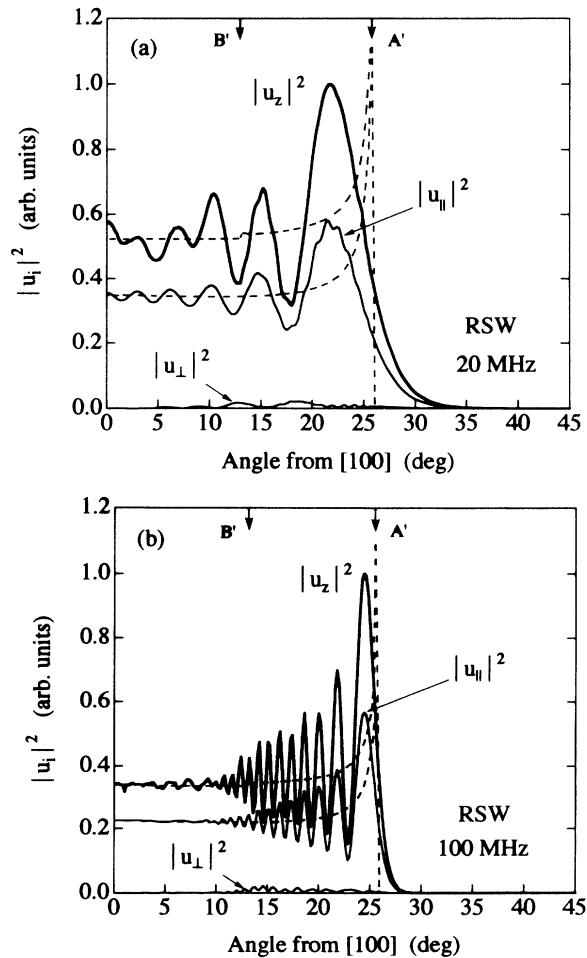 1.2
B'
A'
(a)
|u_z|²
1.0
|u_i|² (arb. units)
0.8
|u_∥|²
0.6
0.4
RSW
20 MHz
0.2
|u_⊥|²
0.0
0 5 10 15 20 25 30 35 40 45
Angle from [100] (deg)
1.2
B'
A'
(b)
|u_z|²
1.0
|u_i|² (arb. units)
0.8
|u_∥|²
0.6
0.4
RSW
100 MHz
0.2
|u_⊥|²
0.0
0 5 10 15 20 25 30 35 40 45
Angle from [100] (deg)